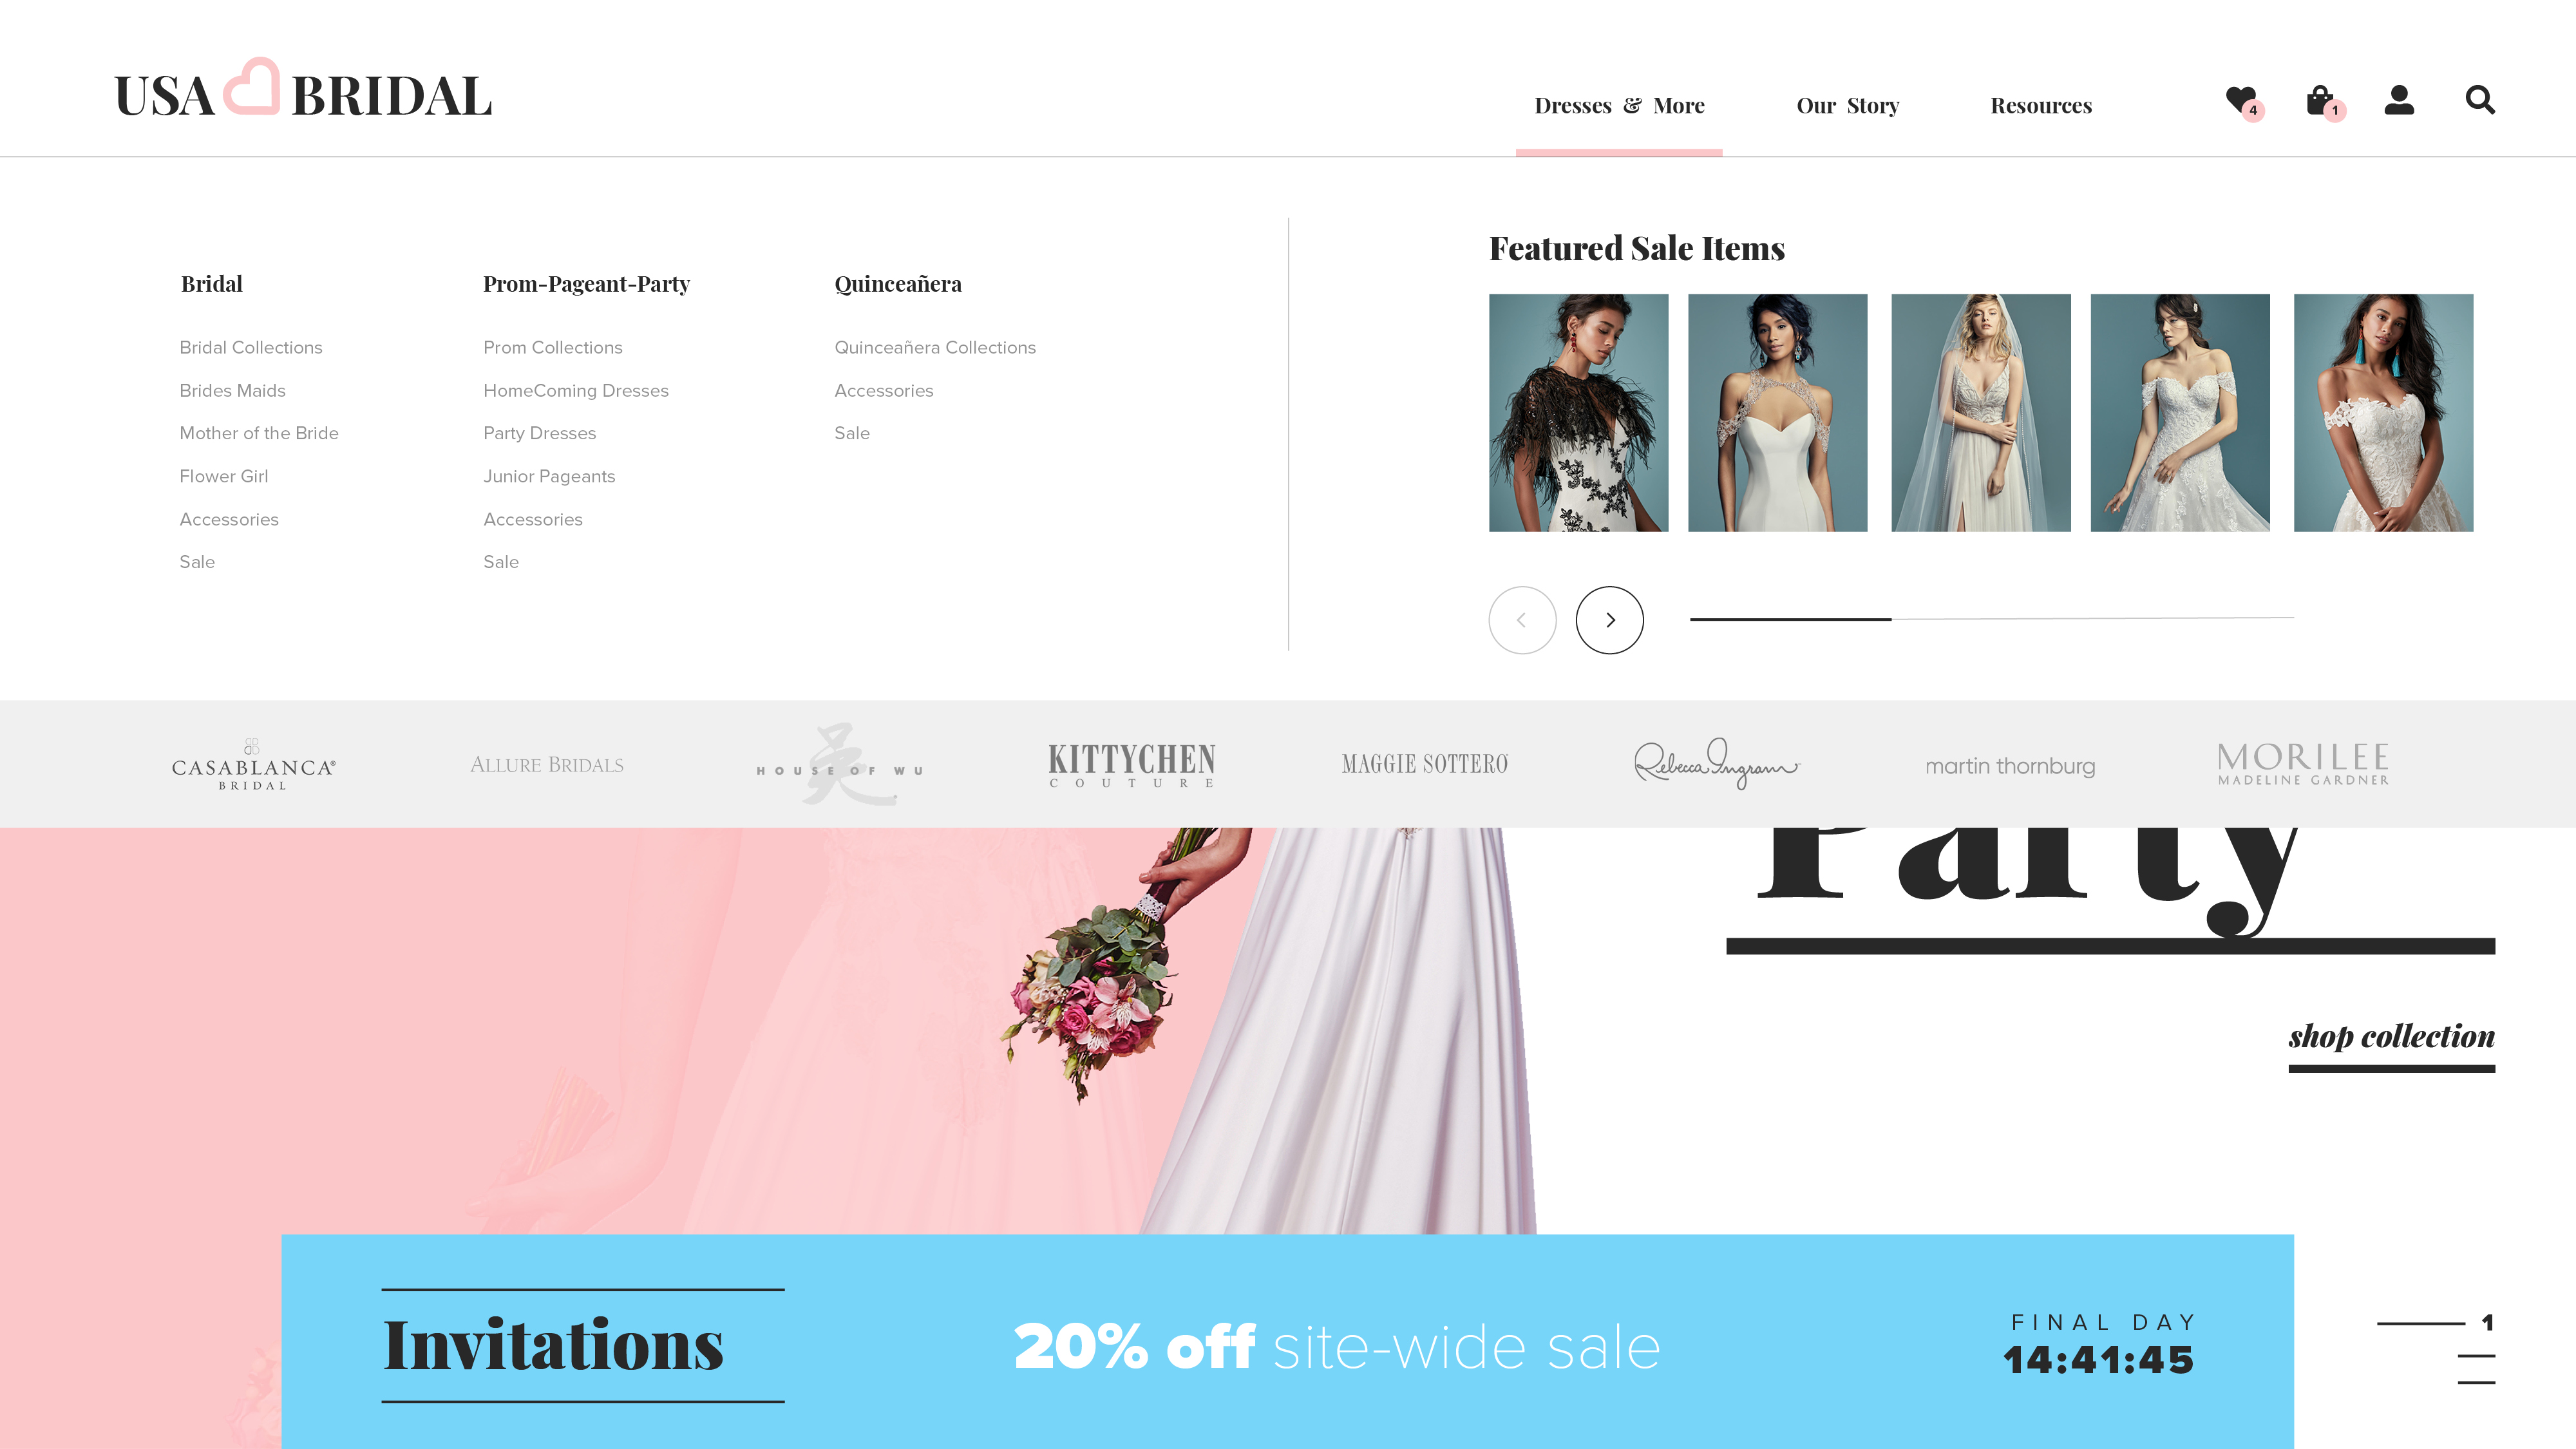 USA BRIDAL
Dresses & More
Our Story
Resources
4
1
Bridal
Bridal Collections
Brides Maids
Mother of the Bride
Flower Girl
Accessories
Sale
Prom-Pageant-Party
Prom Collections
HomeComing Dresses
Party Dresses
Junior Pageants
Accessories
Sale
Quinceañera
Quinceañera Collections
Accessories
Sale
Featured Sale Items
CASABLANCA®
BRIDAL
ALLURE BRIDALS
吳
HOUSE OF WU
KITTYCHEN
COUTURE
MAGGIE SOTTERO
Rebecca Ingram
martin thornburg
MORILEE
MADELINE GARDNER
Party
shop collection
Invitations
20% off site-wide sale
FINAL DAY
14:41:45
1